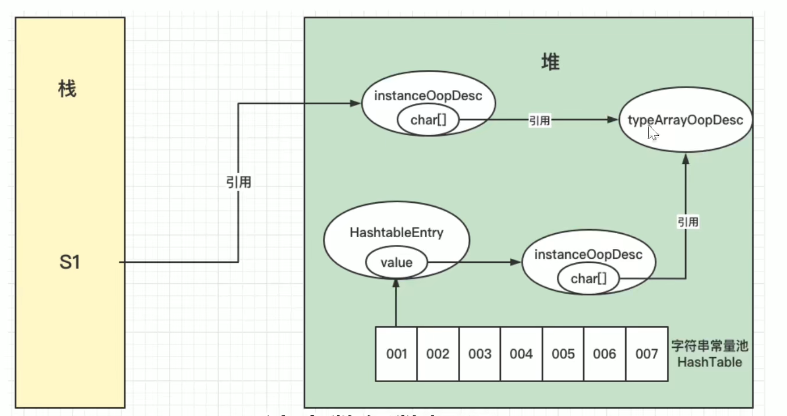 栈
堆
instanceOopDesc
char[]
引用
typeArrayOopDesc
引用
引用
HashtableEntry
value
instanceOopDesc
char[]
S1
001 002 003 004 005 006 007
字符串常量池
HashTable